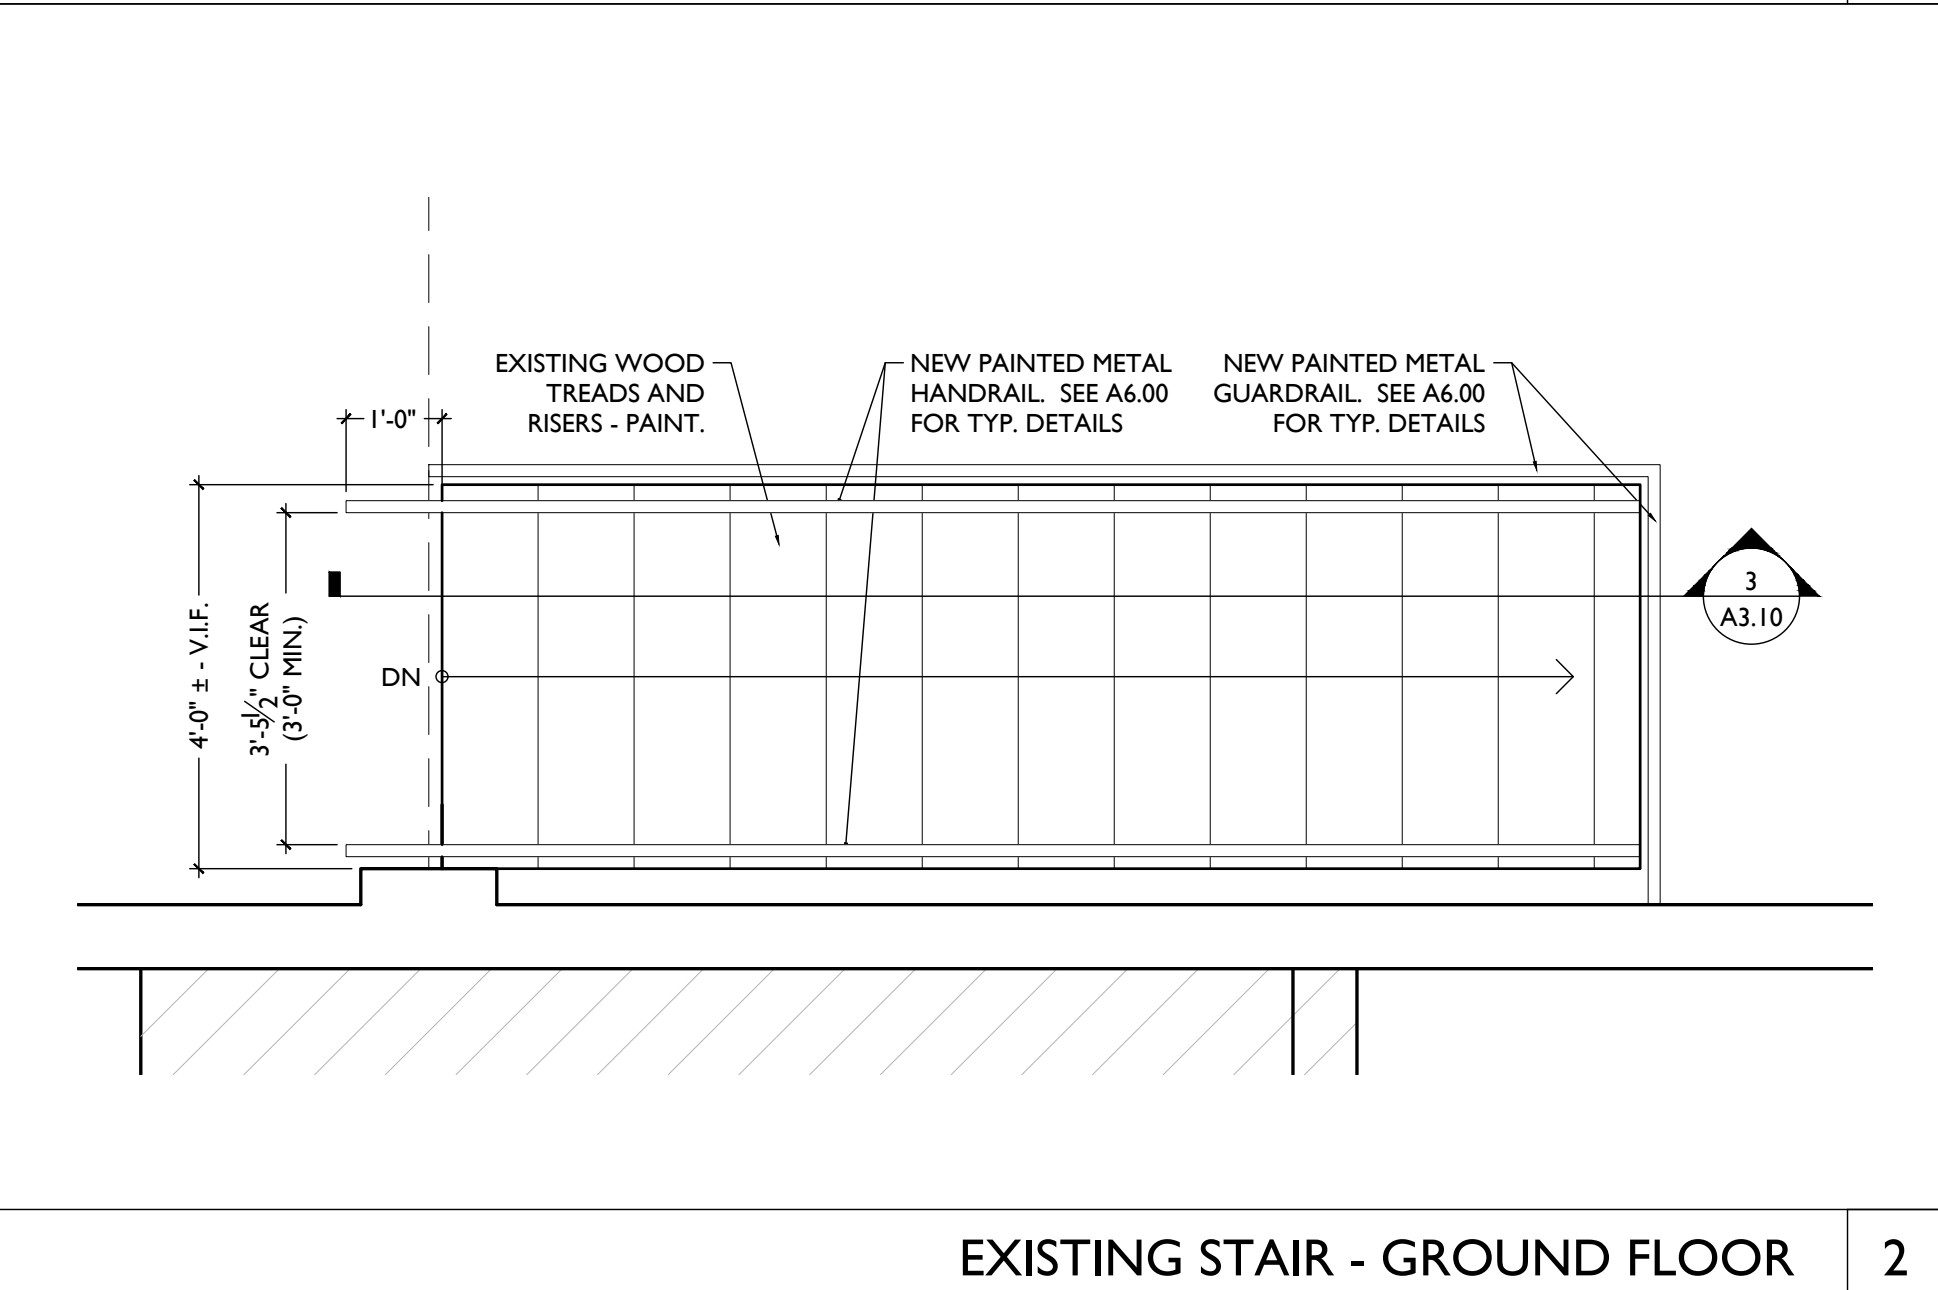 EXISTING WOOD
TREADS AND
RISERS - PAINT.
NEW PAINTED METAL
HANDRAIL. SEE A6.00
FOR TYP. DETAILS
NEW PAINTED METAL
GUARDRAIL. SEE A6.00
FOR TYP. DETAILS
1'-0"
4'-0" ± - V.I.F.
3'-5 1/2" CLEAR
(3'-0" MIN.)
DN
3
A3.10
EXISTING STAIR - GROUND FLOOR
2